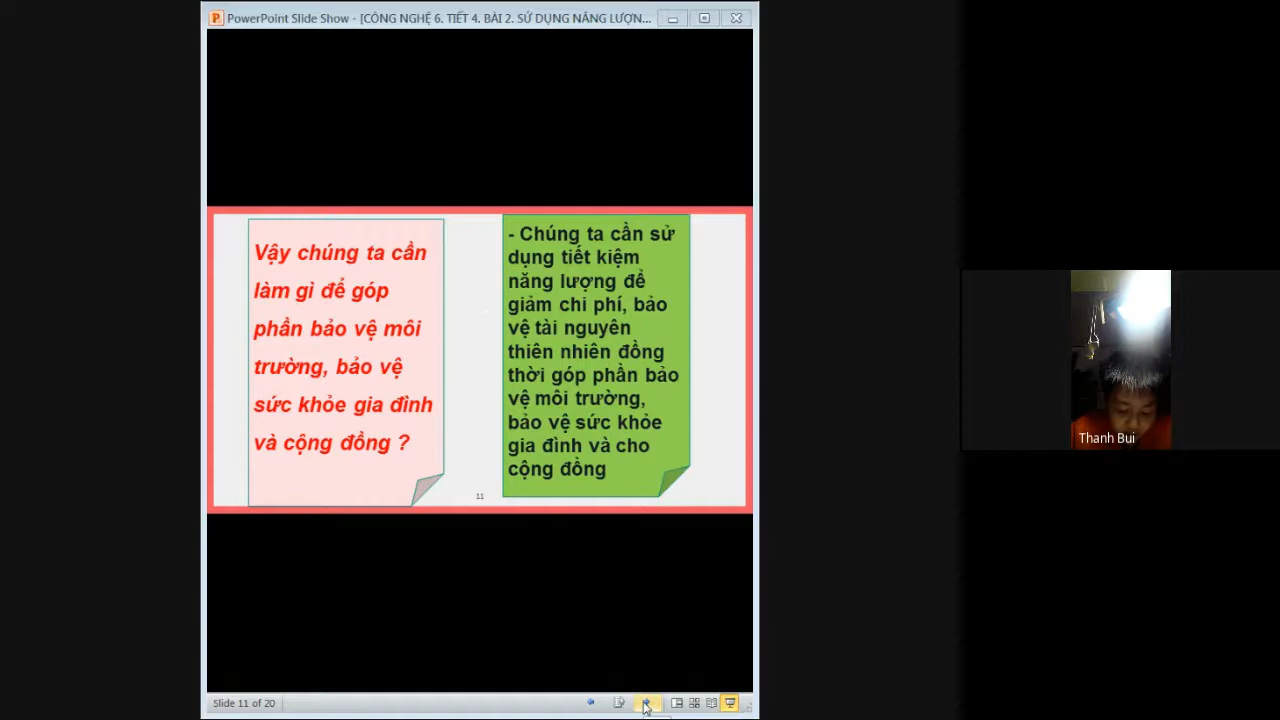 PowerPoint Slide Show - [CÔNG NGHỆ 6. TIẾT 4. BÀI 2. SỬ DỤNG NĂNG LƯỢN...
Vậy chúng ta cần
làm gì để góp
phần bảo vệ môi
trường, bảo vệ
sức khỏe gia đình
và cộng đồng ?
- Chúng ta cần sử
dụng tiết kiệm
năng lượng để
giảm chi phí, bảo
vệ tài nguyên
thiên nhiên đồng
thời góp phần bảo
vệ môi trường,
bảo vệ sức khỏe
gia đình và cho
cộng đồng
11
Thanh Bui
Slide 11 of 20